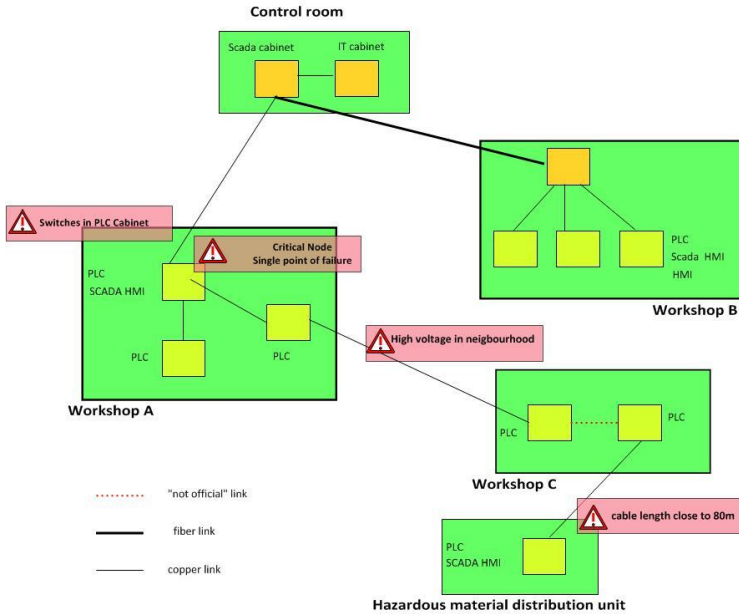 Control room
Scada cabinet
IT cabinet
Switches in PLC Cabinet
Critical Node
Single point of failure
PLC
SCADA HMI
PLC
PLC
Workshop A
PLC
Scada HMI
HMI
Workshop B
High voltage in neigbourhood
PLC
PLC
Workshop C
cable length close to 80m
PLC
SCADA HMI
Hazardous material distribution unit
"not official" link
fiber link
copper link